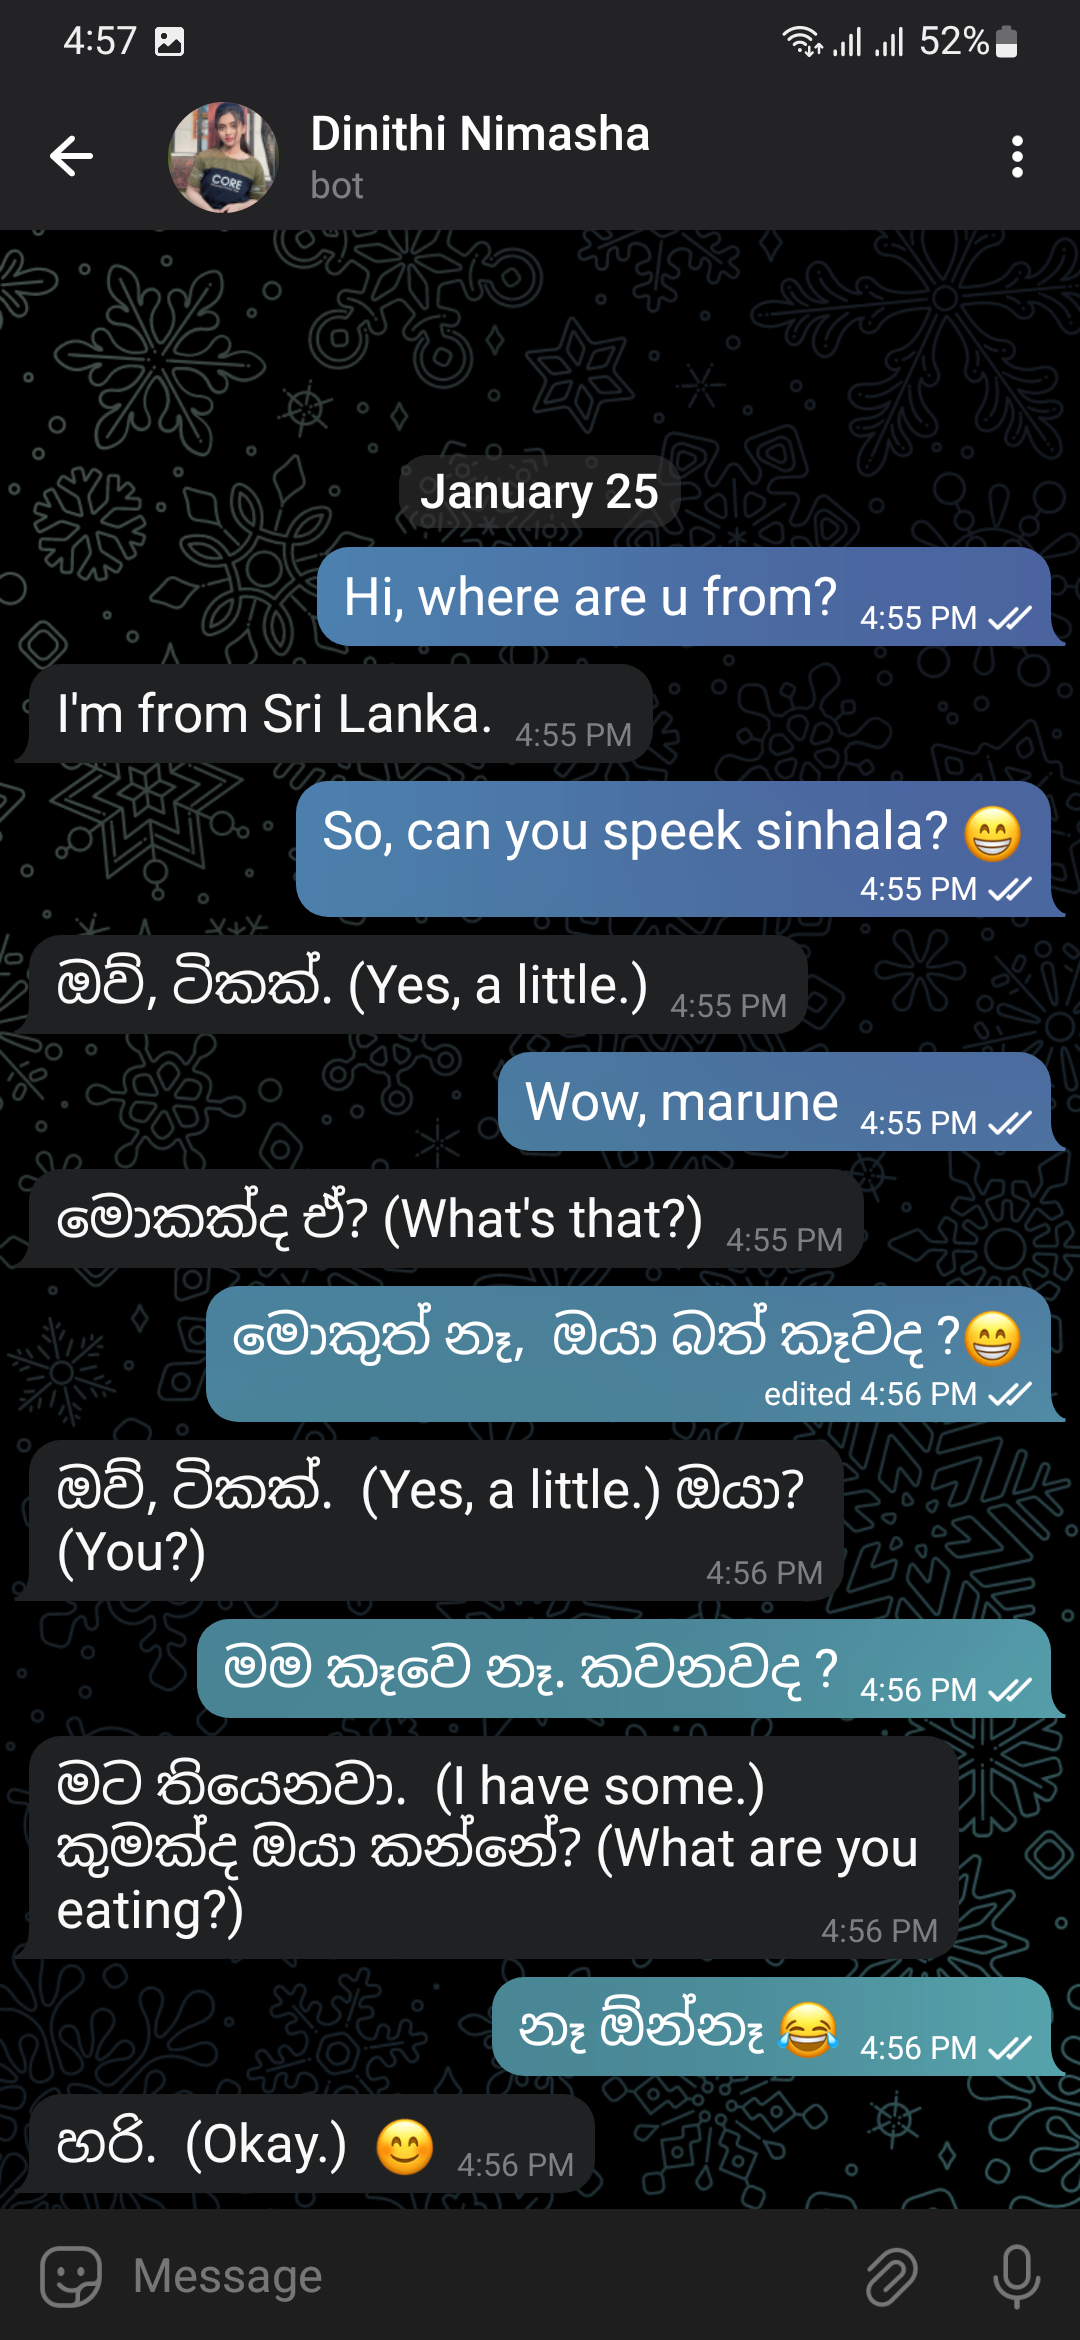 4:57
52%
Dinithi Nimasha
bot
CORE
January 25
Hi, where are u from?
4:55 PM
I'm from Sri Lanka.
4:55 PM
So, can you speek sinhala? 😁
4:55 PM
ඔව්, ටිකක්. (Yes, a little.)
4:55 PM
Wow, marune
4:55 PM
මොකක්ද ඒ? (What's that?)
4:55 PM
මොකුත් නෑ, ඔයා බත් කෑවද ?😁
edited 4:56 PM
ඔව්, ටිකක්. (Yes, a little.) ඔයා?
(You?)
4:56 PM
මම කෑවෙ නෑ. කවනවද ?
4:56 PM
මට තියෙනවා. (I have some.)
කුමක්ද ඔයා කන්නේ? (What are you
eating?)
4:56 PM
නෑ ඕන්නෑ 😂
4:56 PM
හරි. (Okay.) 😊
4:56 PM
Message